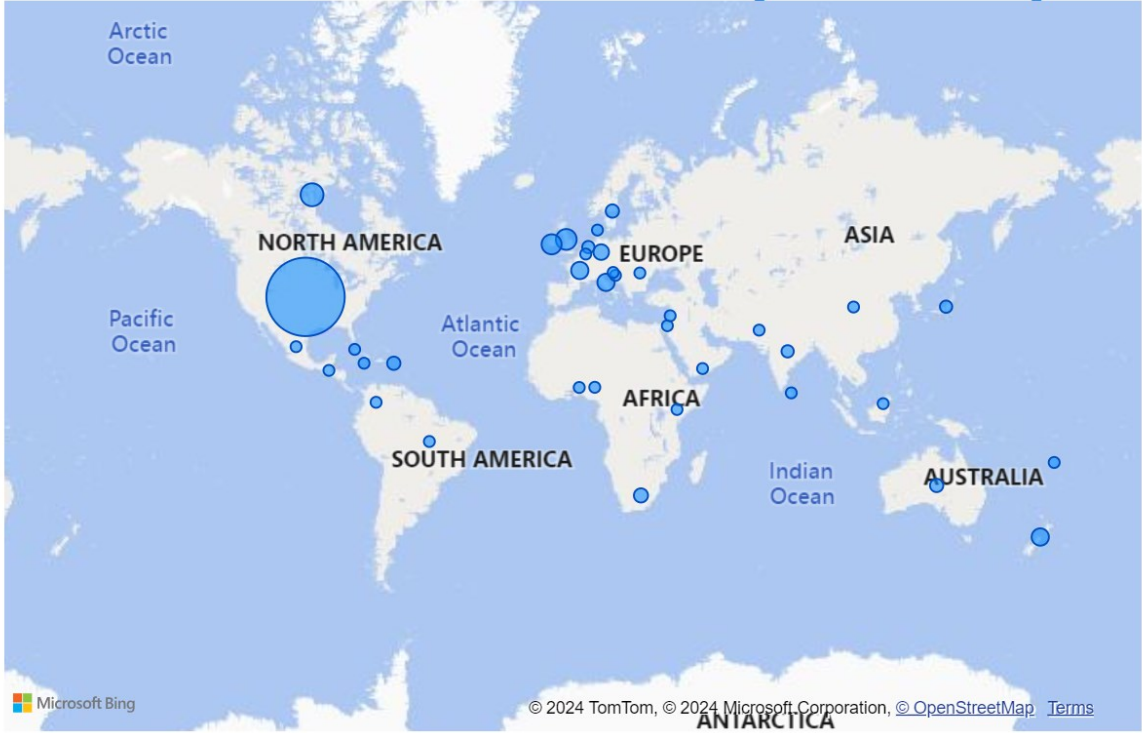 Arctic
Ocean
NORTH AMERICA
EUROPE
ASIA
Pacific
Ocean
Atlantic
Ocean
AFRICA
SOUTH AMERICA
Indian
Ocean
AUSTRALIA
Microsoft Bing
© 2024 TomTom, © 2024 Microsoft Corporation, © OpenStreetMap Terms
ANTARCTICA